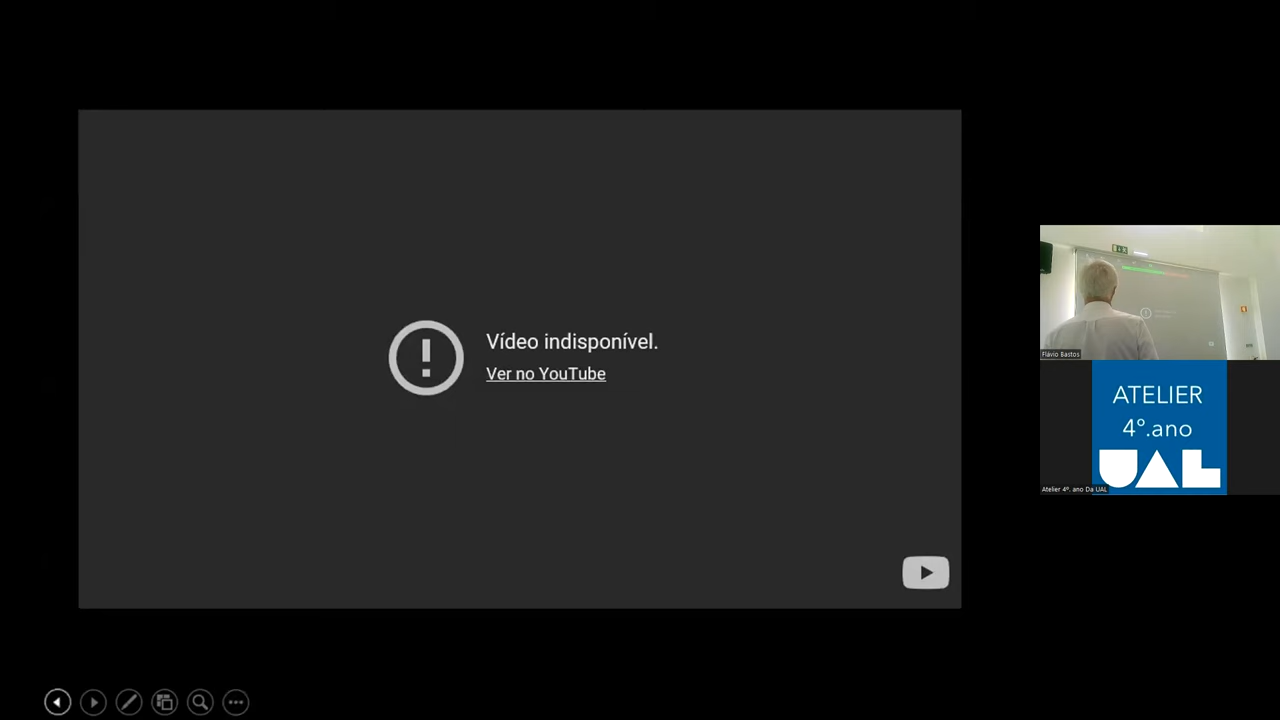 Vídeo indisponível.
Ver no YouTube
Flávio Bastos
ATELIER
4º.ano
UAL
Atelier 4º. ano Da UAL